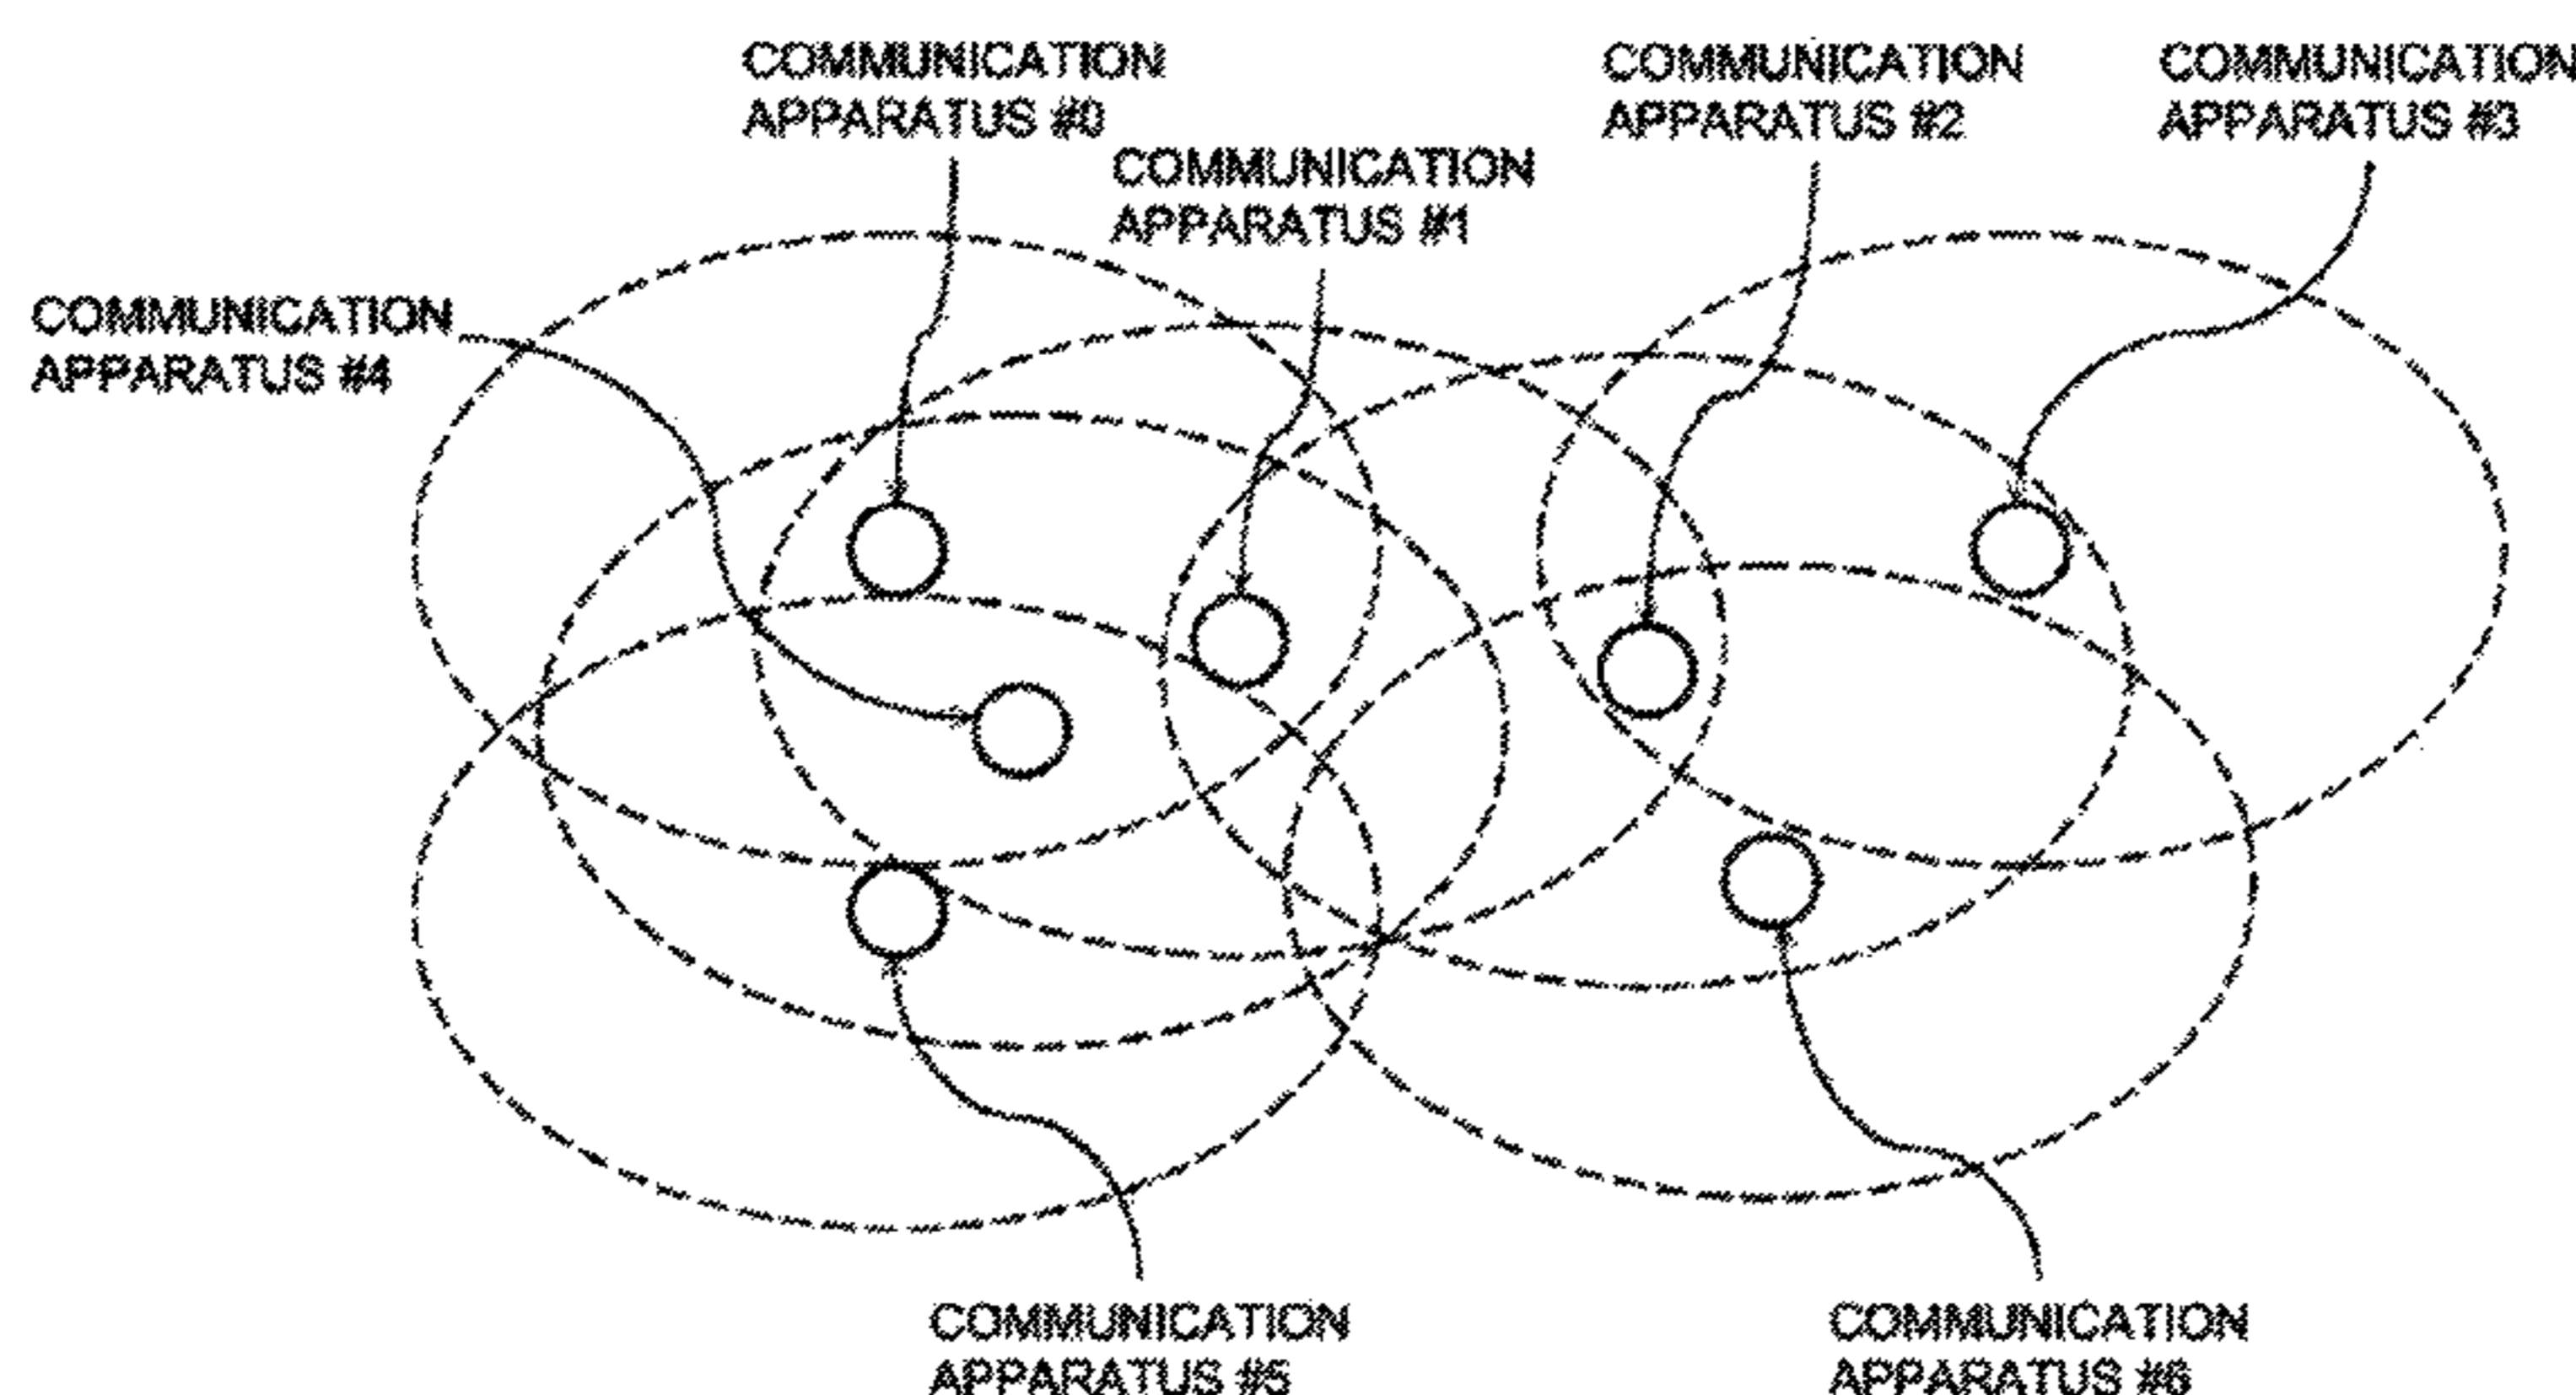 COMMUNICATION
APPARATUS #0
COMMUNICATION
APPARATUS #2
COMMUNICATION
APPARATUS #3
COMMUNICATION
APPARATUS #1
COMMUNICATION
APPARATUS #4
COMMUNICATION
APPARATUS #5
COMMUNICATION
APPARATUS #6